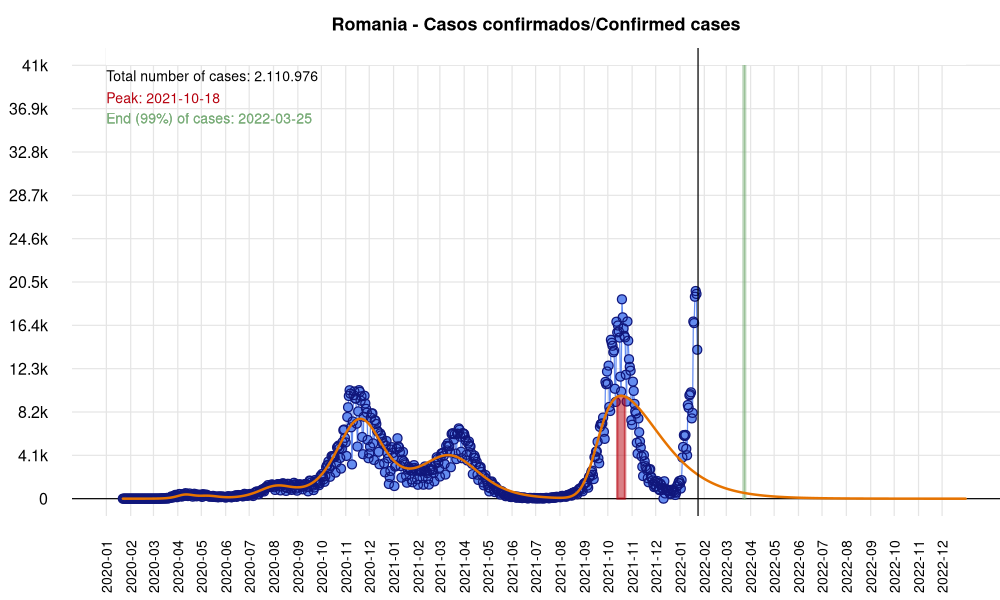 Romania - Casos confirmados/Confirmed cases
Total number of cases: 2.110.976
Peak: 2021-10-18
End (99%) of cases: 2022-03-25
41k
36.9k
32.8k
28.7k
24.6k
20.5k
16.4k
12.3k
8.2k
4.1k
0
2020-01
2020-02
2020-03
2020-04
2020-05
2020-06
2020-07
2020-08
2020-09
2020-10
2020-11
2020-12
2021-01
2021-02
2021-03
2021-04
2021-05
2021-06
2021-07
2021-08
2021-09
2021-10
2021-11
2021-12
2022-01
2022-02
2022-03
2022-04
2022-05
2022-06
2022-07
2022-08
2022-09
2022-10
2022-11
2022-12